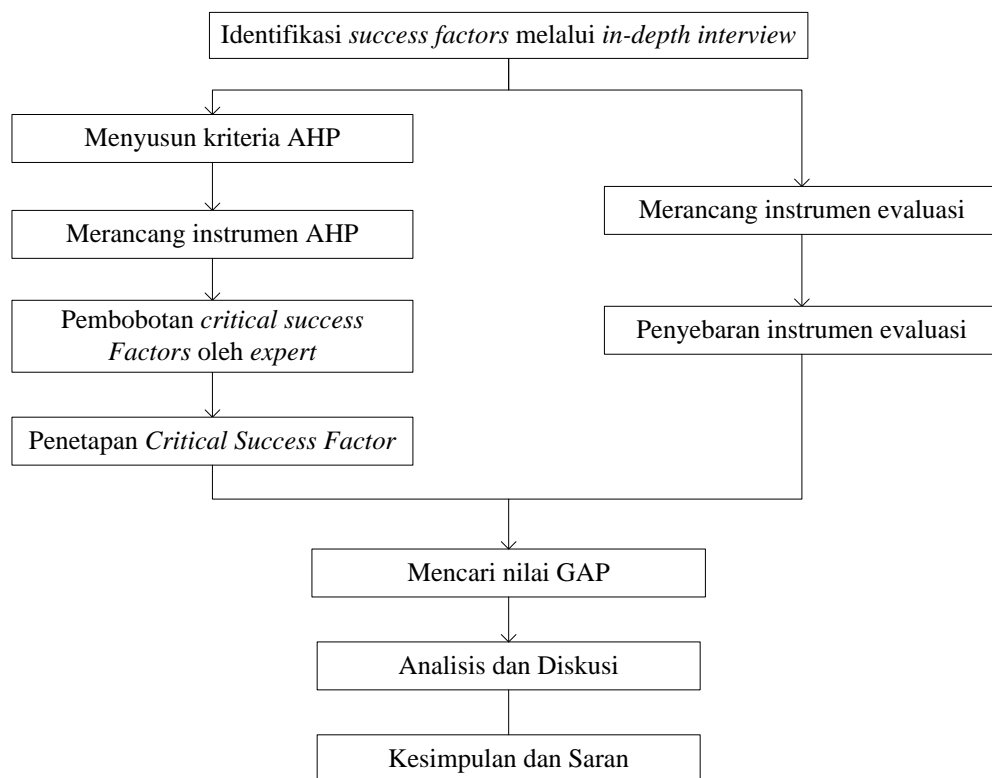 Identifikasi success factors melalui in-depth interview
Menyusun kriteria AHP
Merancang instrumen AHP
Pembobotan critical success
Factors oleh expert
Penetapan Critical Success Factor
Merancang instrumen evaluasi
Penyebaran instrumen evaluasi
Mencari nilai GAP
Analisis dan Diskusi
Kesimpulan dan Saran